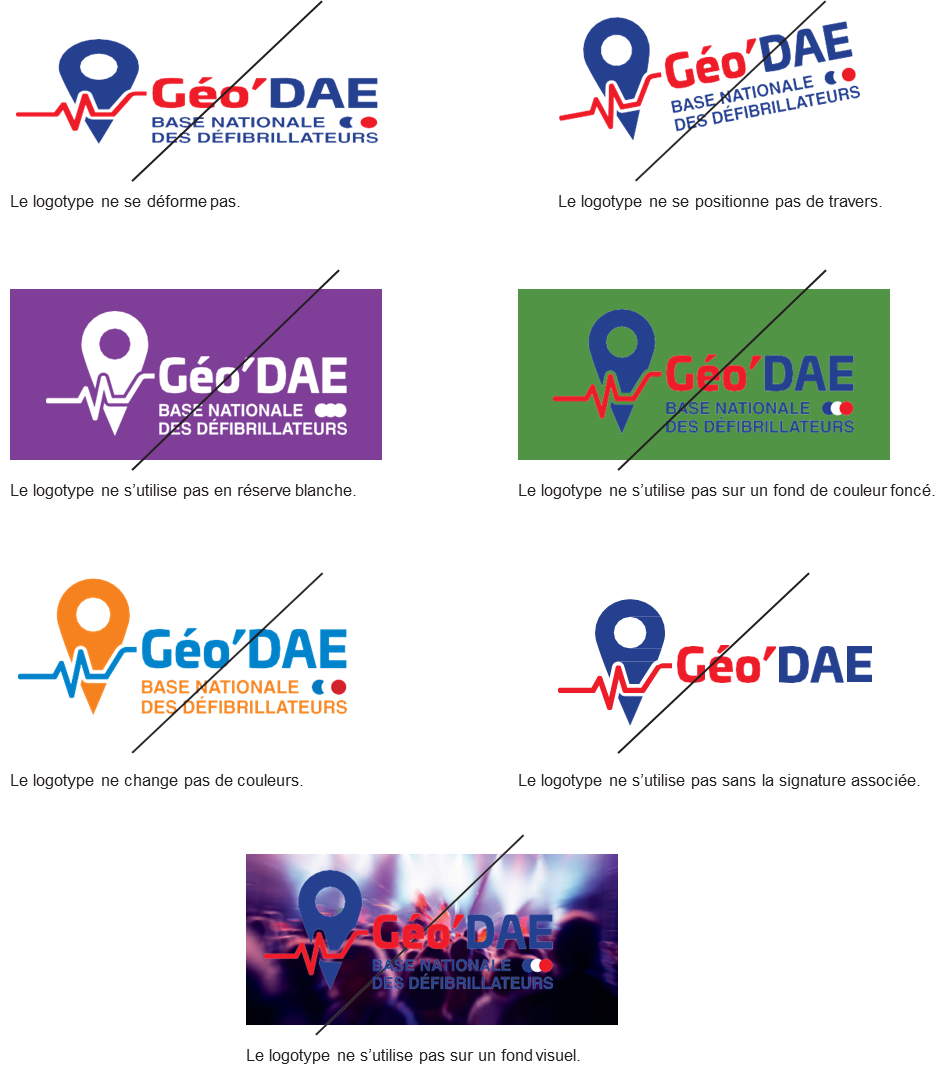 Géo'DAE
BASE NATIONALE
DES DÉFIBRILLATEURS
Le logotype ne se déforme pas.
Géo'DAE
BASE NATIONALE
DES DÉFIBRILLATEURS
Le logotype ne se positionne pas de travers.
Géo'DAE
BASE NATIONALE
DES DÉFIBRILLATEURS
Le logotype ne s’utilise pas en réserve blanche.
Géo'DAE
BASE NATIONALE
DES DÉFIBRILLATEURS
Le logotype ne s’utilise pas sur un fond de couleur foncé.
Géo'DAE
BASE NATIONALE
DES DÉFIBRILLATEURS
Le logotype ne change pas de couleurs.
Géo'DAE
Le logotype ne s’utilise pas sans la signature associée.
Géo'DAE
BASE NATIONALE
DES DÉFIBRILLATEURS
Le logotype ne s’utilise pas sur un fond visuel.